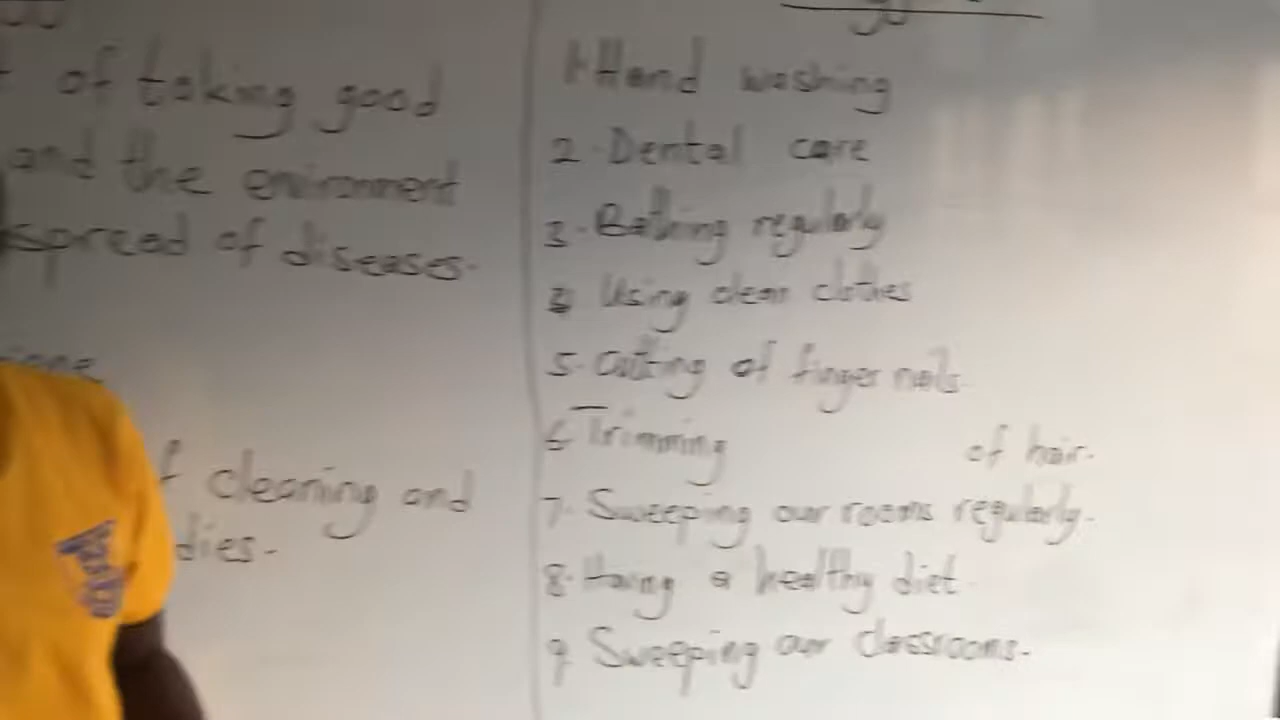 of taking good
and the environment
spread of diseases.
cleaning and
dies.
1. Hand washing
2. Dental care
3. Bathing regularly
4 Using clean clothes
5. Cutting of finger nails.
6 Trimming of hair.
7. Sweeping our rooms regularly.
8. Having a healthy diet
9. Sweeping our classrooms.